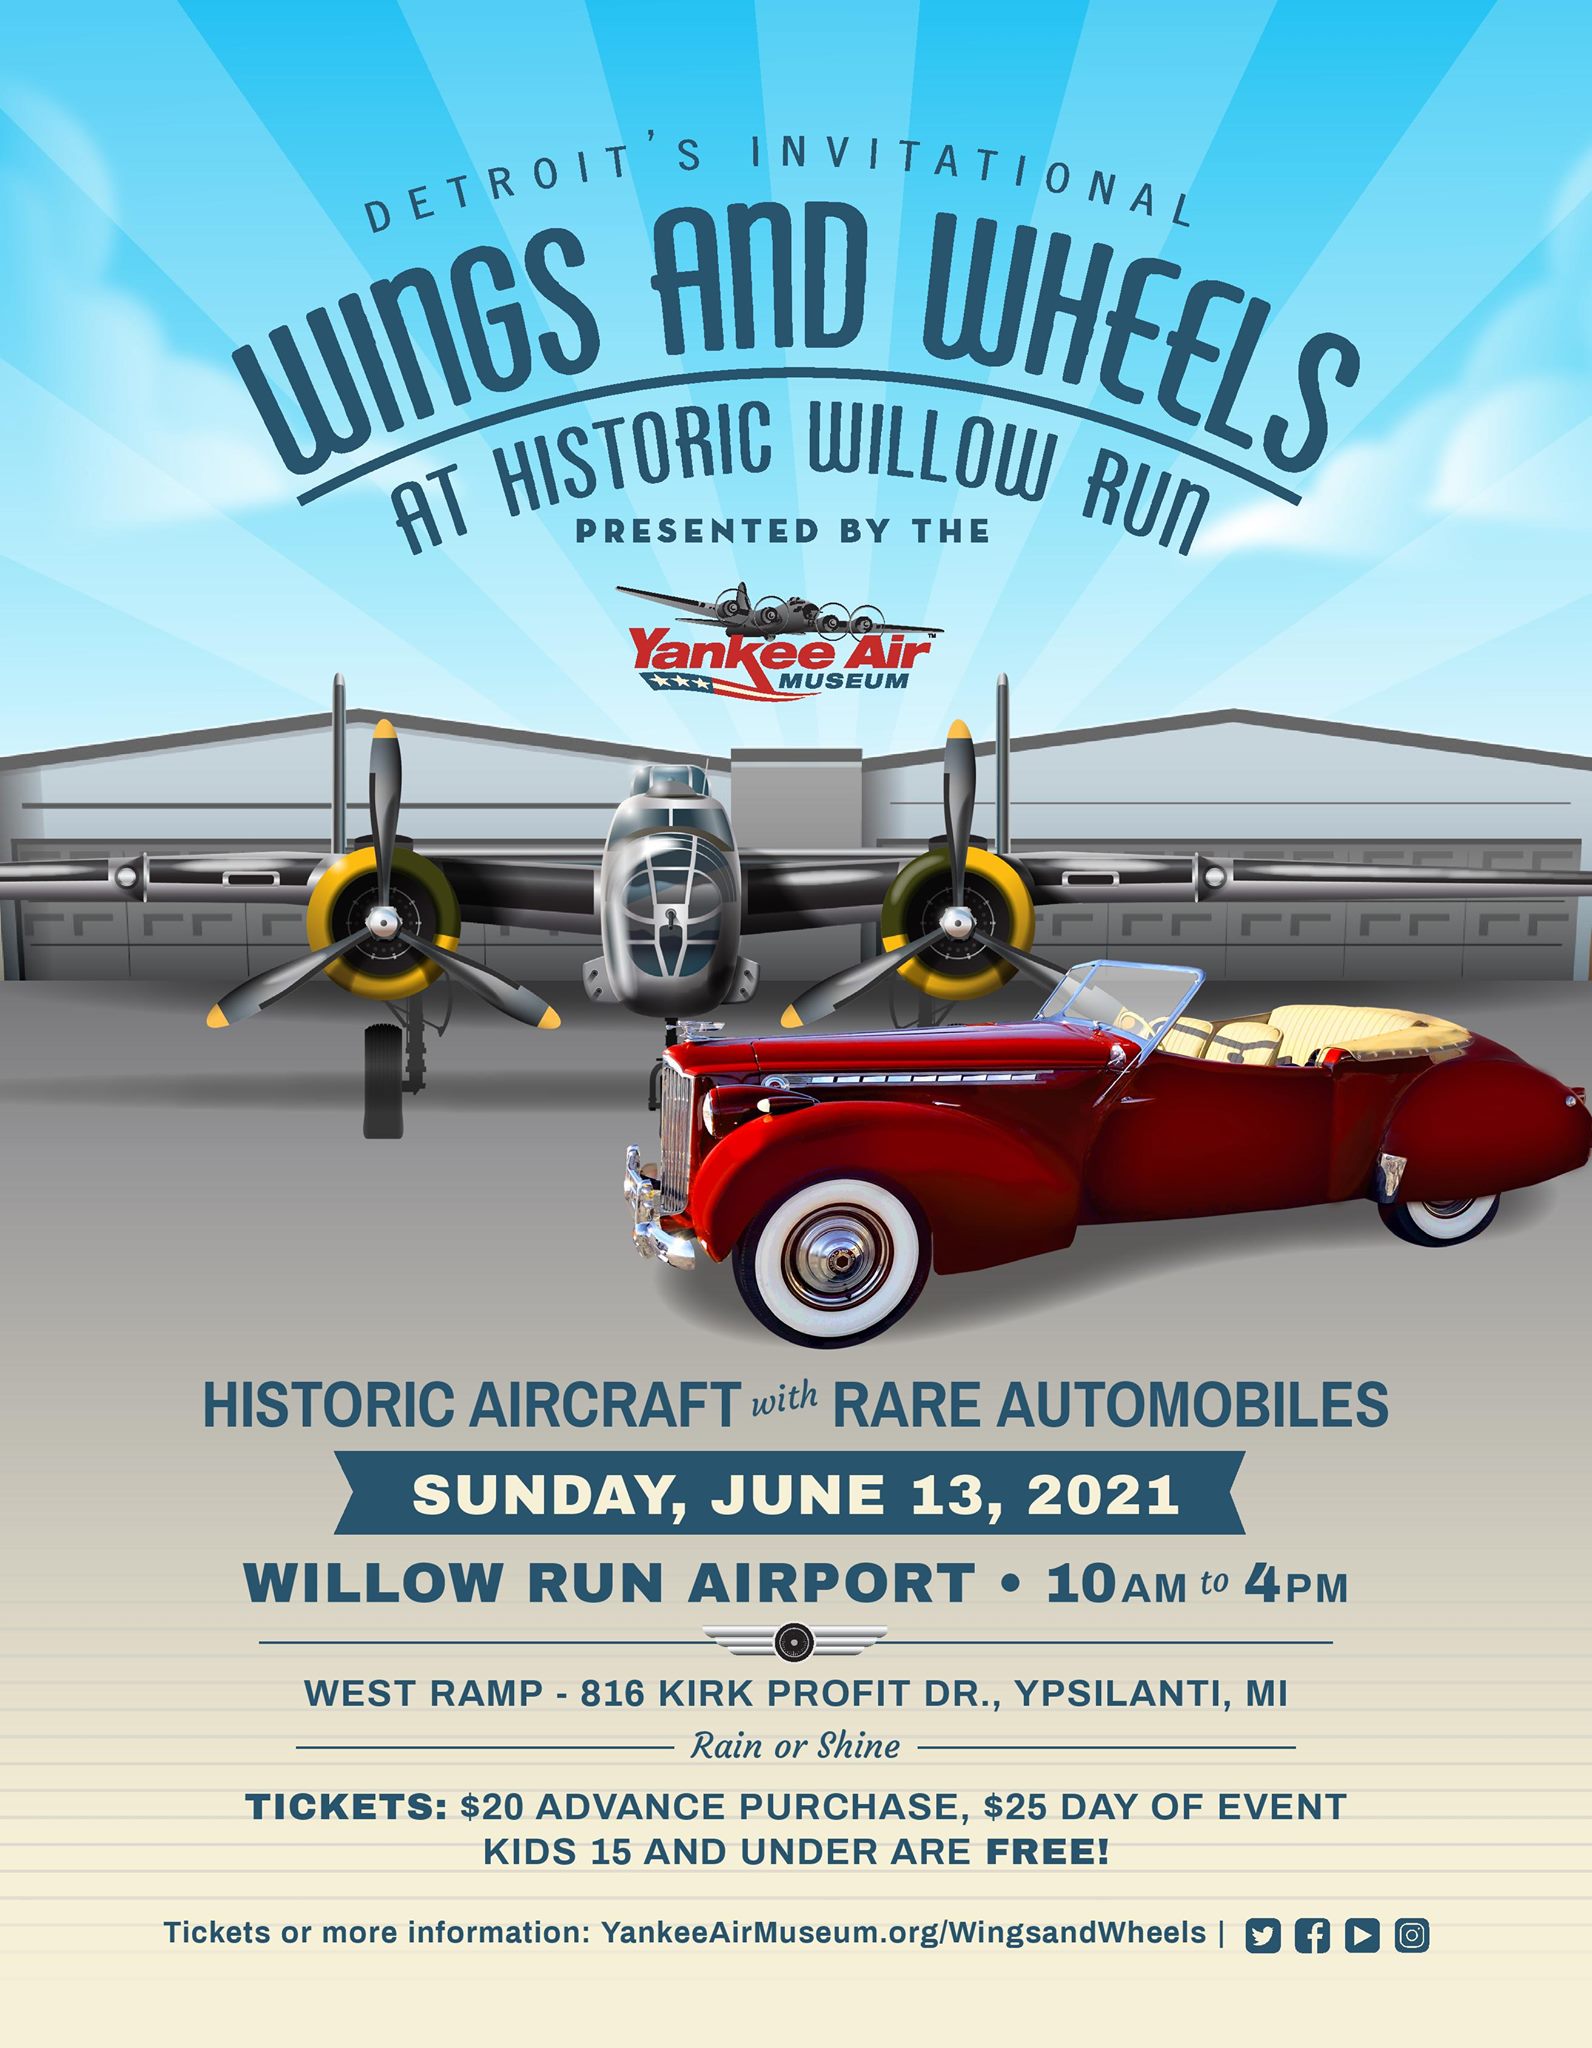 DETROIT'S INVITATIONAL
WINGS AND WHEELS
AT HISTORIC WILLOW RUN
PRESENTED BY THE
Yankee Air™
MUSEUM
HISTORIC AIRCRAFT with RARE AUTOMOBILES
SUNDAY, JUNE 13, 2021
WILLOW RUN AIRPORT • 10AM to 4PM
WEST RAMP - 816 KIRK PROFIT DR., YPSILANTI, MI
Rain or Shine
TICKETS: $20 ADVANCE PURCHASE, $25 DAY OF EVENT
KIDS 15 AND UNDER ARE FREE!
Tickets or more information: YankeeAirMuseum.org/WingsandWheels |